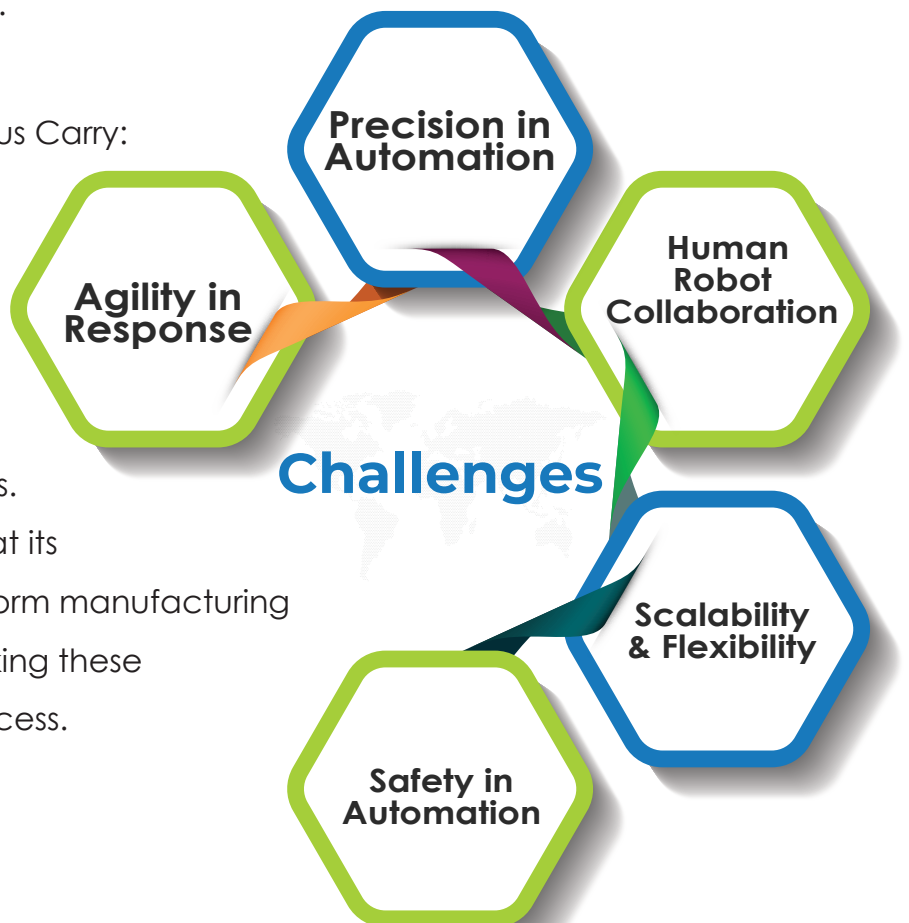 us Carry:
s.
at its
orm manufacturing
king these
cess.
Precision in
Automation
Agility in
Response
Human
Robot
Collaboration
Challenges
Scalability
& Flexibility
Safety in
Automation